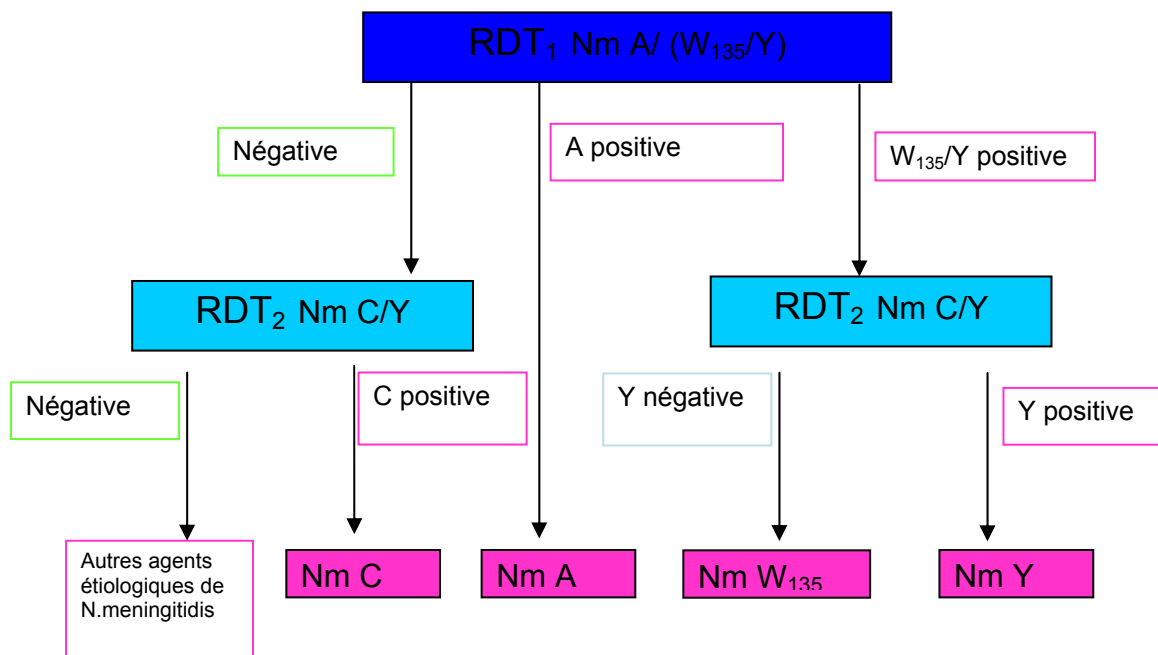 RDT₁ Nm A/ (W₁₃₅/Y)
Négative
A positive
W₁₃₅/Y positive
RDT₂ Nm C/Y
RDT₂ Nm C/Y
Négative
C positive
Y négative
Y positive
Autres agents
étiologiques de
N.meningitidis
Nm C
Nm A
Nm W₁₃₅
Nm Y